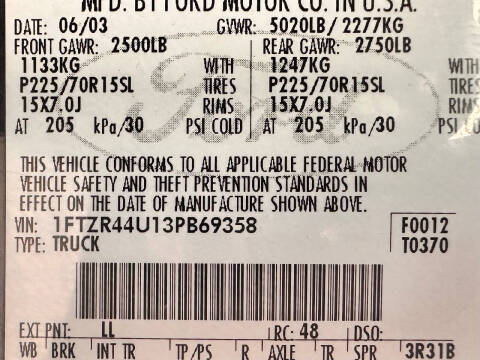 MFD. BY FORD MOTOR CO. IN U.S.A.
DATE: 06/03 GVWR: 5020LB / 2277KG
FRONT GAWR: 2500LB REAR GAWR: 2750LB
1133KG WITH 1247KG WITH
P225/70R15SL TIRES P225/70R15SL TIRES
15X7.0J RIMS 15X7.0J RIMS
AT 205 kPa/30 PSI COLD AT 205 kPa/30 PSI CO
Ford
THIS VEHICLE CONFORMS TO ALL APPLICABLE FEDERAL MOTOR
VEHICLE SAFETY AND THEFT PREVENTION STANDARDS IN
EFFECT ON THE DATE OF MANUFACTURE SHOWN ABOVE.
VIN: 1FTZR44U13PB69358 F0012
TYPE: TRUCK T0370
EXT PNT: LL RC: 48 DSO:
WB BRK INT TR TP/PS R AXLE TR SPR 3R31B